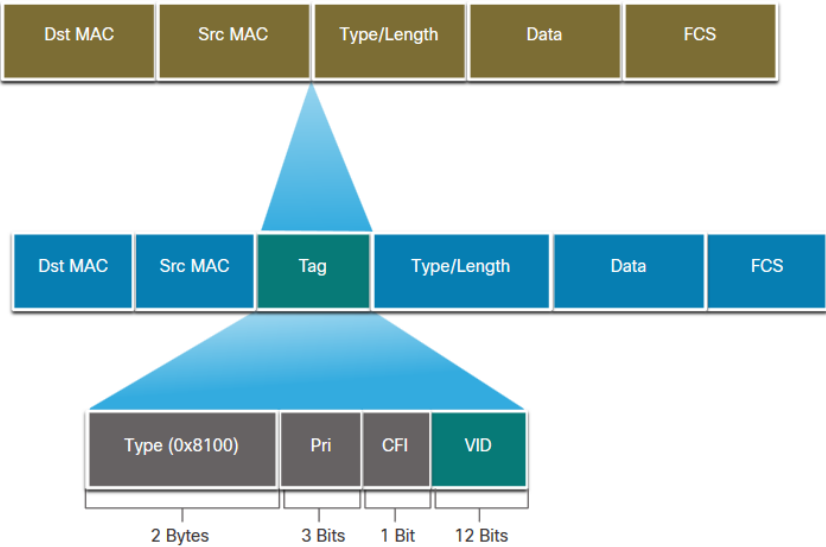 Dst MAC Src MAC Type/Length Data FCS
Dst MAC Src MAC Tag Type/Length Data FCS
Type (0x8100) Pri CFI VID
2 Bytes 3 Bits 1 Bit 12 Bits